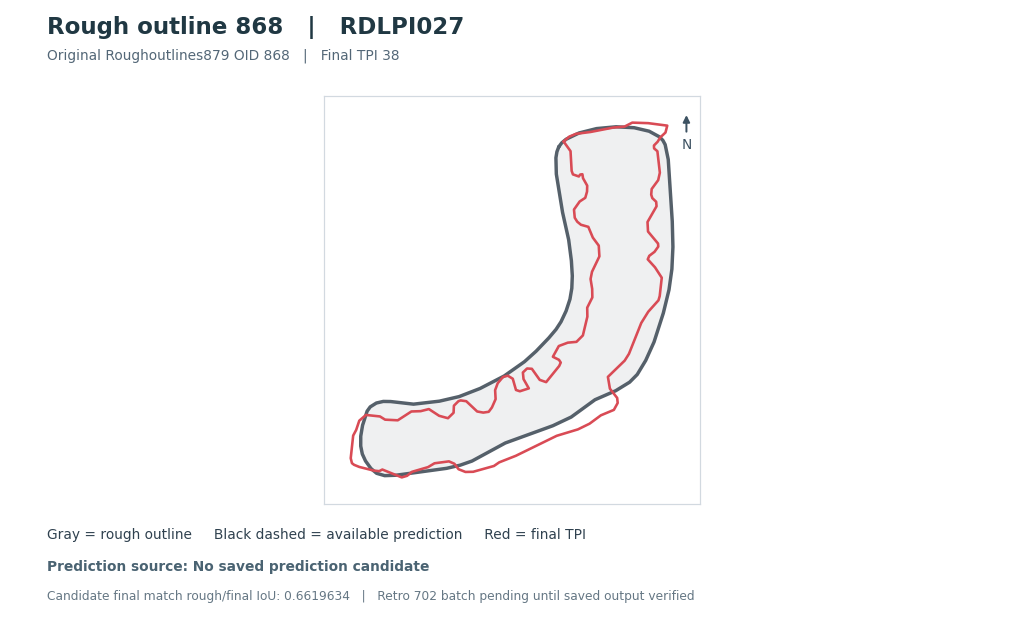 Rough outline 868   |   RDLPI027
Original Roughoutlines879 OID 868   |   Final TPI 38
N
Gray = rough outline     Black dashed = available prediction     Red = final TPI
Prediction source: No saved prediction candidate
Candidate final match rough/final IoU: 0.6619634   |   Retro 702 batch pending until saved output verified